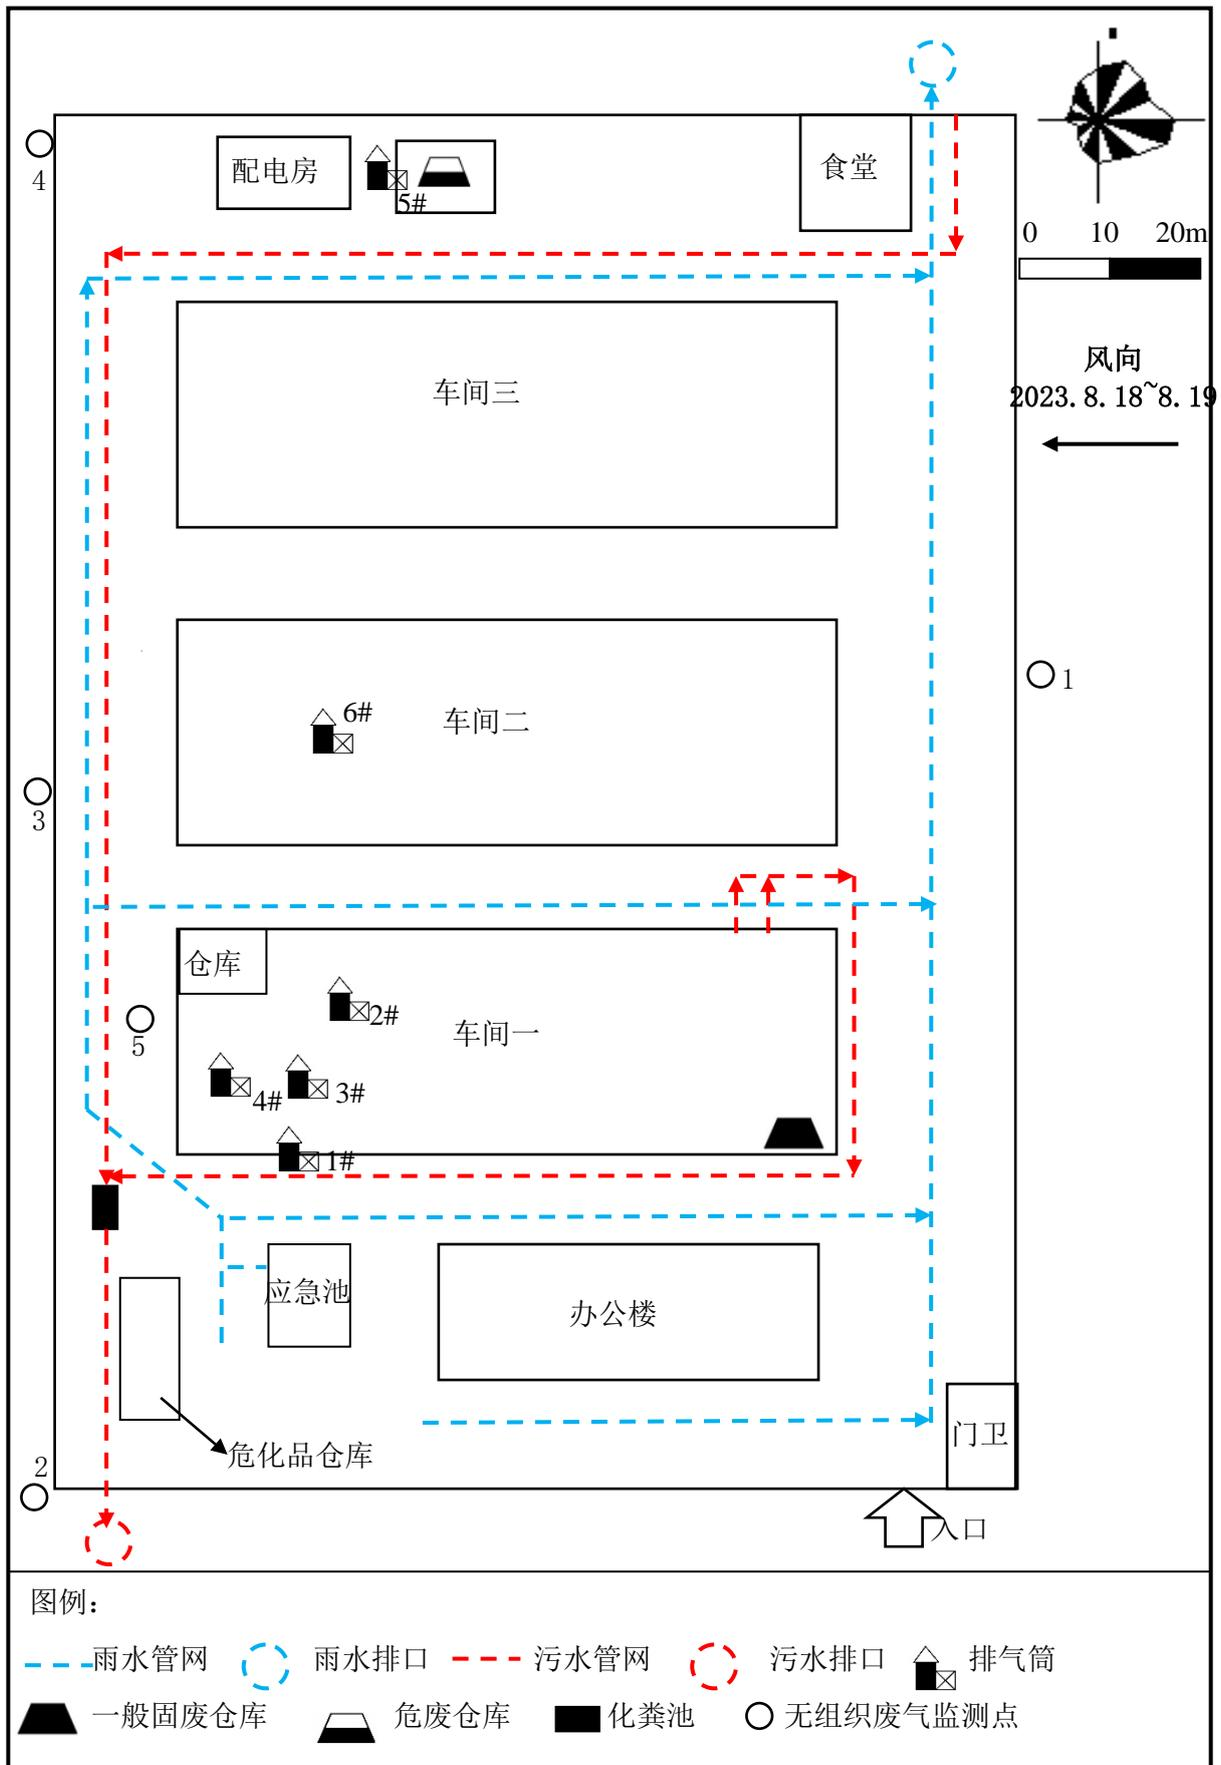 4
配电房
5#
食堂
0 10 20m
风向
2023.8.18~8.19
车间三
1
6#
车间二
3
仓库
2#
车间一
5
4#
3#
1#
应急池
办公楼
门卫
危化品仓库
2
入口
图例：
雨水管网 雨水排口 污水管网 污水排口 排气筒
一般固废仓库 危废仓库 化粪池 无组织废气监测点